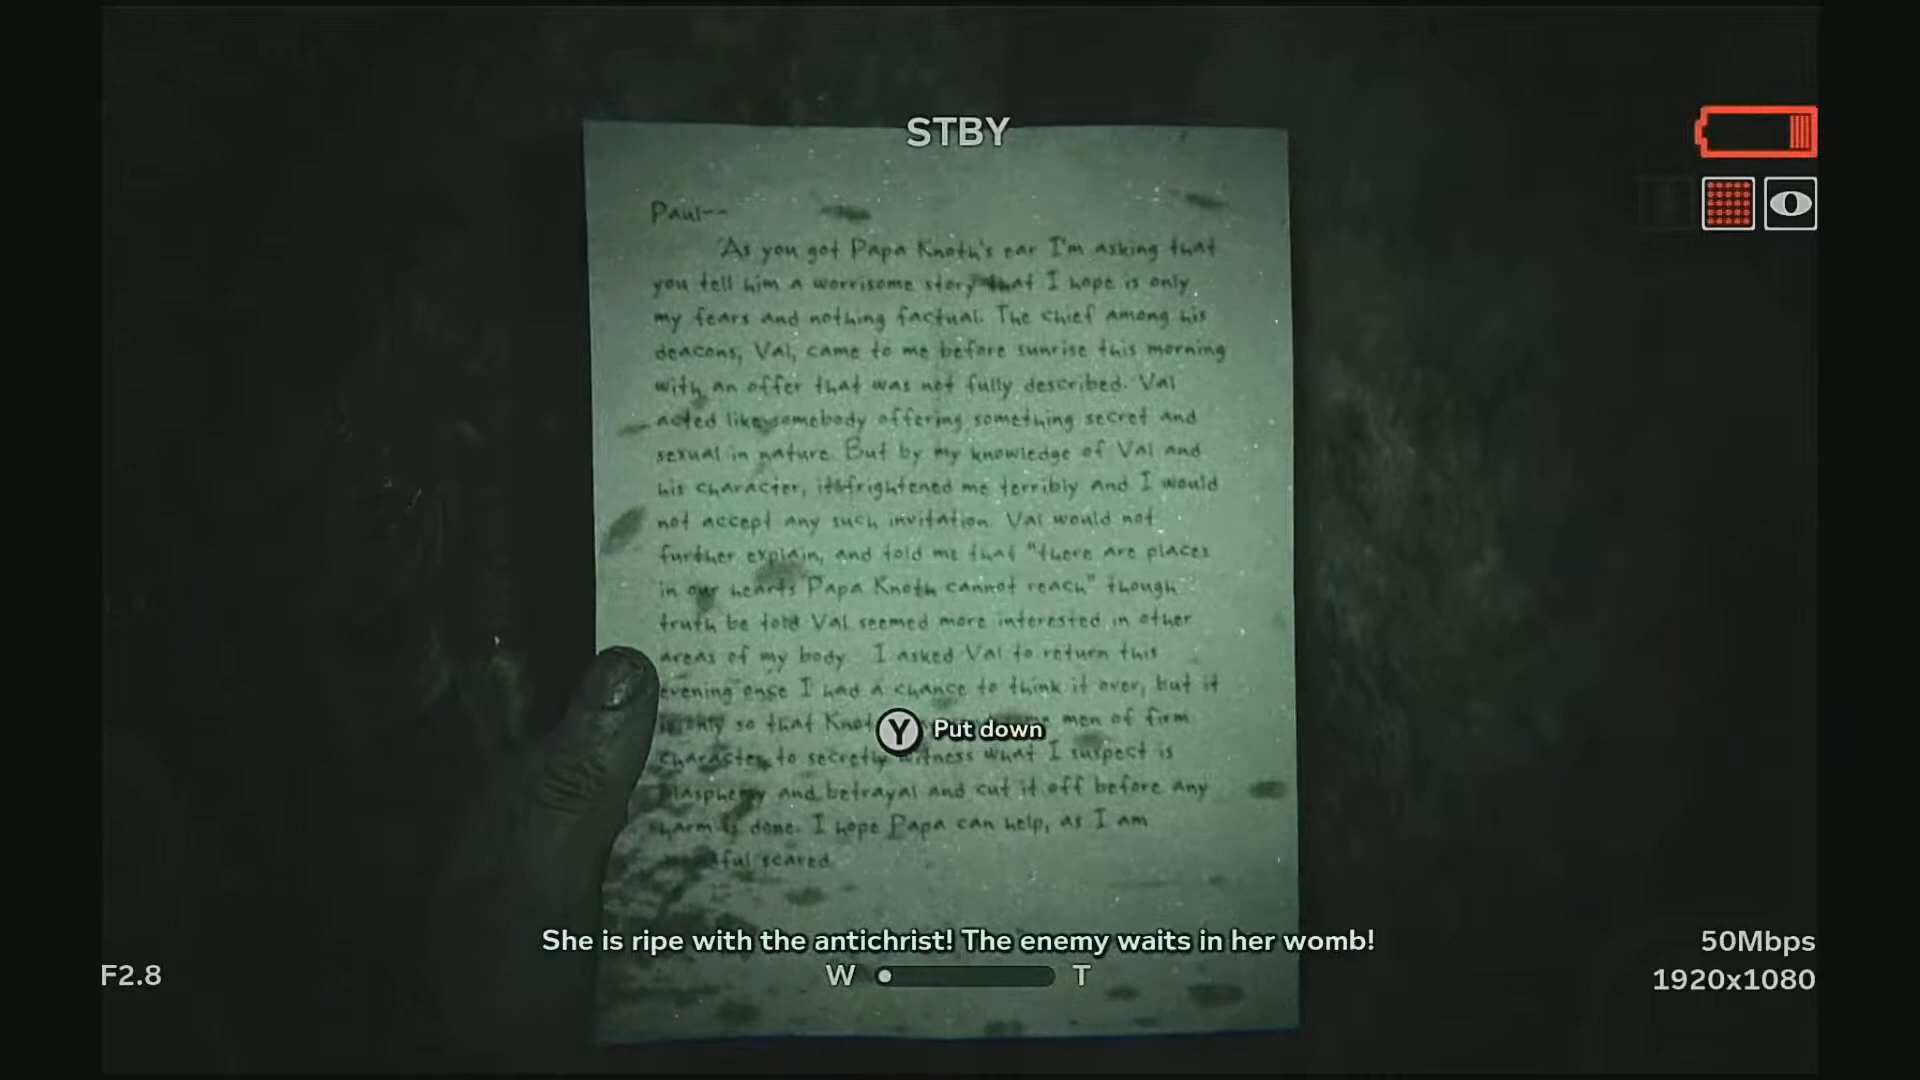 STBY
Paul--
As you got Papa Knoth's ear I'm asking that
you tell him a worrisome story that I hope is only
my fears and nothing factual. The chief among his
deacons, Val, came to me before sunrise this morning
with an offer that was not fully described. Val
acted like somebody offering something secret and
sexual in nature. But by my knowledge of Val and
his character, it frightened me terribly and I would
not accept any such invitation. Val would not
further explain, and told me that "there are places
in our hearts Papa Knoth cannot reach" though
truth be told Val seemed more interested in other
areas of my body. I asked Val to return this
evening once I had a chance to think it over, but it
is only so that men of firm
Y Put down
character to secretly witness what I suspect is
blasphemy and betrayal and cut it off before any
harm is done. I hope Papa can help, as I am
scared
She is ripe with the antichrist! The enemy waits in her womb!
F2.8
W T
50Mbps
1920x1080